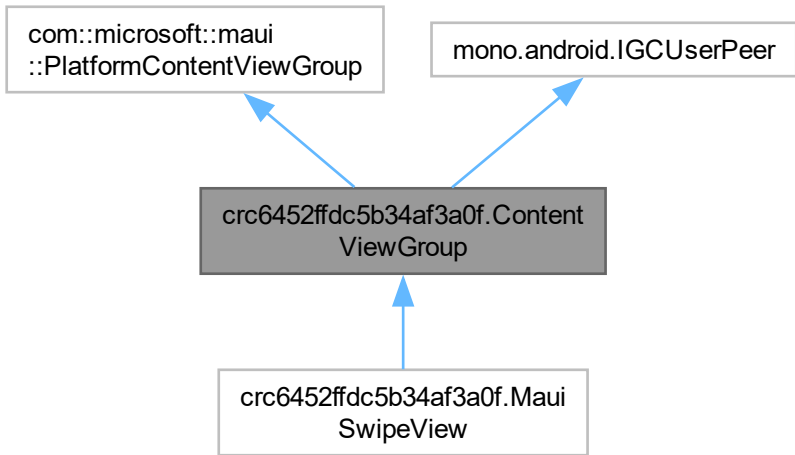 com::microsoft::maui
::PlatformContentViewGroup
mono.android.IGCUserPeer
crc6452ffdc5b34af3a0f.Content
ViewGroup
crc6452ffdc5b34af3a0f.Maui
SwipeView